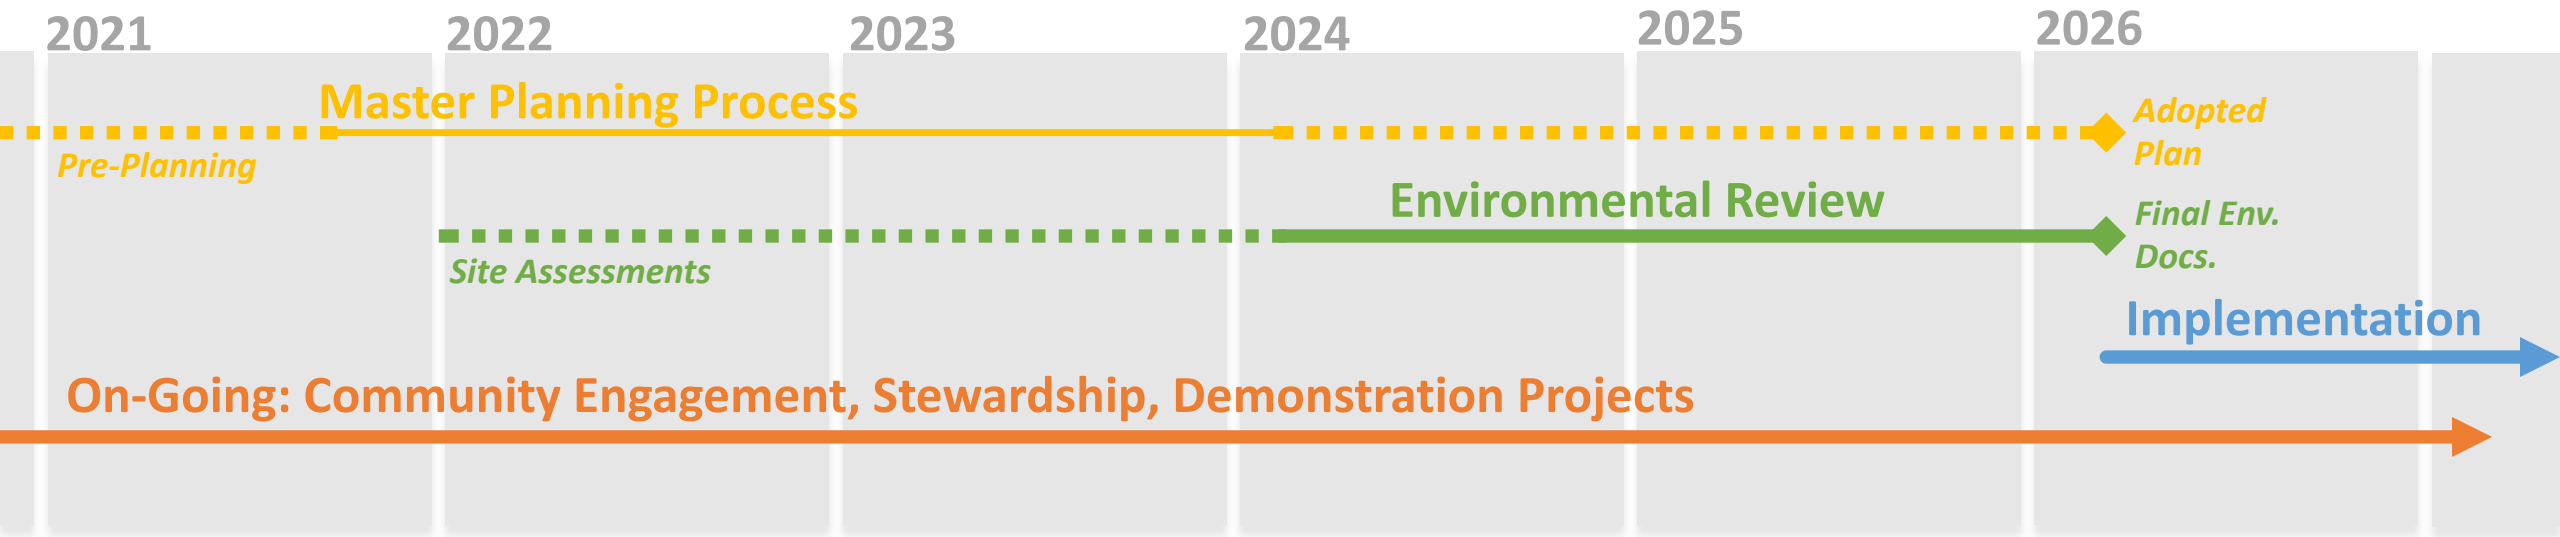 2021 2022 2023 2024 2025 2026
Master Planning Process
Adopted
Plan
Pre-Planning
Environmental Review
Final Env.
Docs.
Site Assessments
Implementation
On-Going: Community Engagement, Stewardship, Demonstration Projects